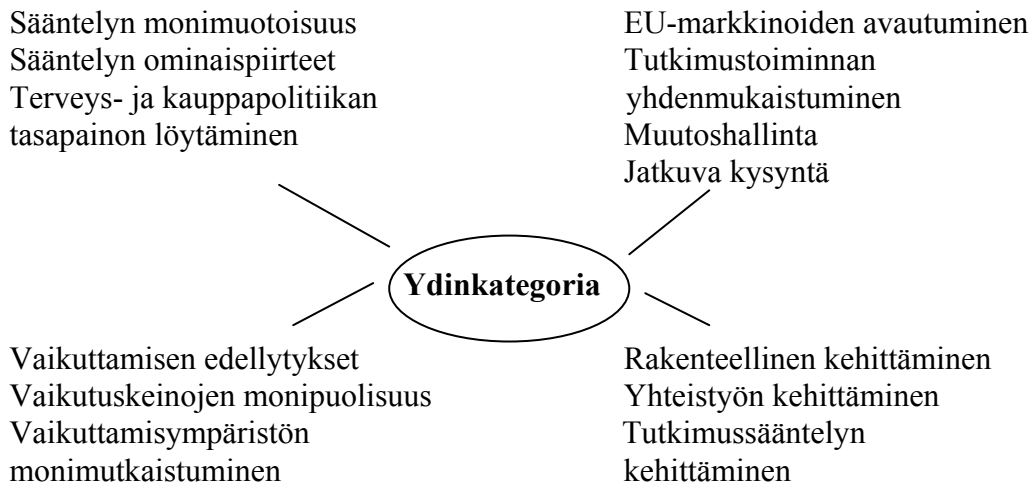 Sääntelyn monimuotoisuus
Sääntelyn ominaispiirteet
Terveys- ja kauppapolitiikan
tasapainon löytäminen
EU-markkinoiden avautuminen
Tutkimustoiminnan
yhdenmukaistuminen
Muutoshallinta
Jatkuva kysyntä
Ydinkategoria
Vaikuttamisen edellytykset
Vaikutuskeinojen monipuolisuus
Vaikuttamisympäristön
monimutkaistuminen
Rakenteellinen kehittäminen
Yhteistyön kehittäminen
Tutkimussääntelyn
kehittäminen